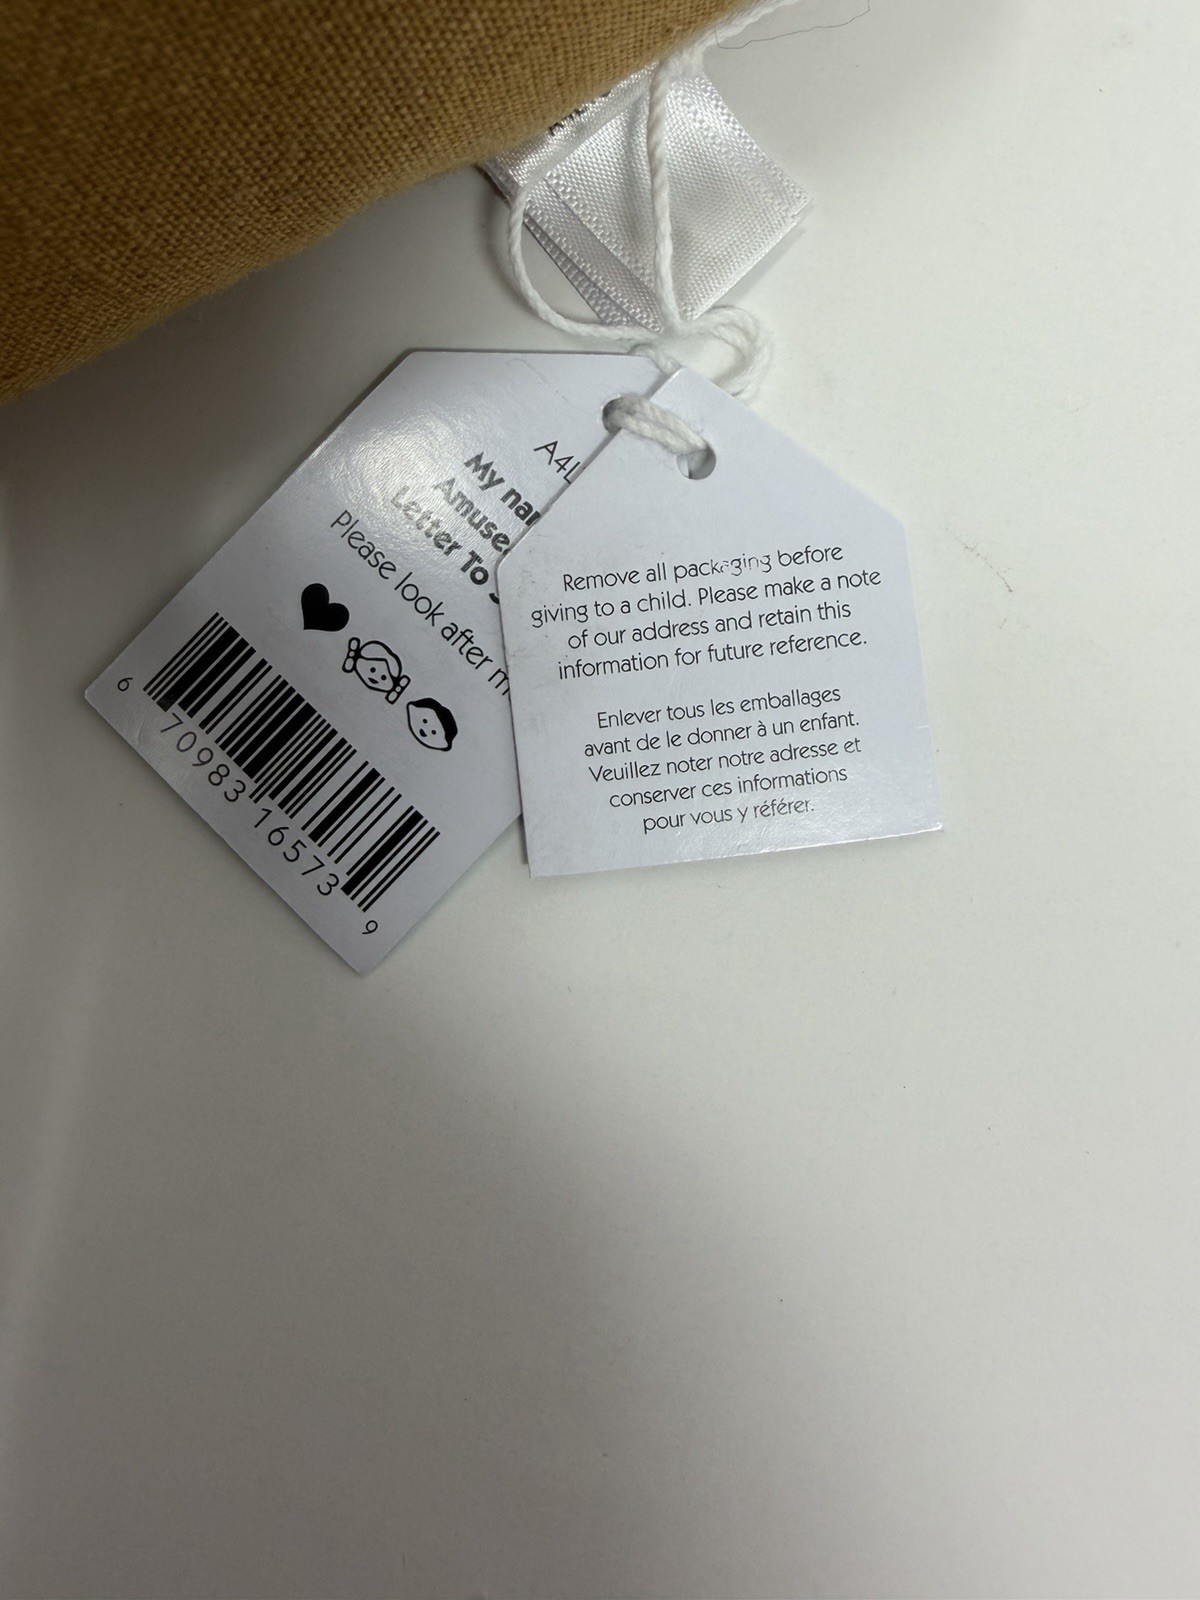 A4L
My nar
Amuse
Letter To
Please look after m
6 70983 16573 9
Remove all packaging before
giving to a child. Please make a note
of our address and retain this
information for future reference.
Enlever tous les emballages
avant de le donner à un enfant.
Veuillez noter notre adresse et
conserver ces informations
pour vous y référer.